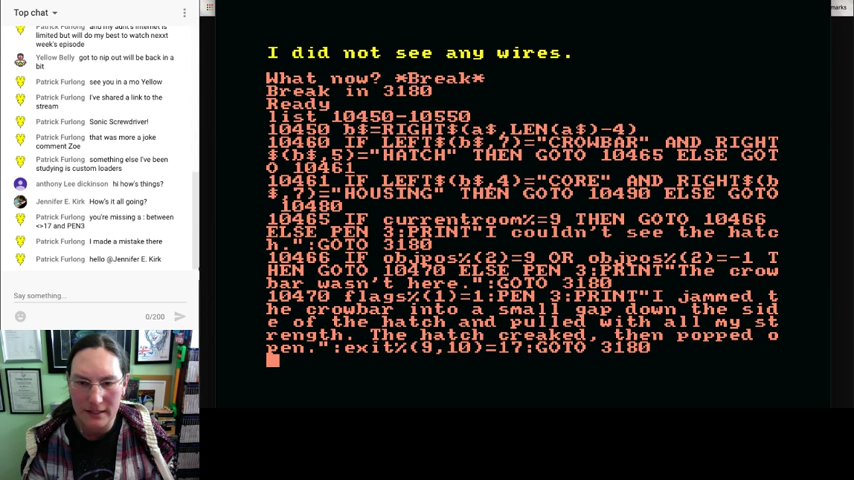 Top chat
Patrick Furlong and my aunt's internet is
limited but will do my best to watch nexxt
week's episode
Yellow Belly got to nip out will be back in a
bit
Patrick Furlong see you in a mo Yellow
Patrick Furlong I've shared a link to the
stream
Patrick Furlong Sonic Screwdriver!
Patrick Furlong that was more a joke
comment Zoe
Patrick Furlong something else I've been
studying is custom loaders
anthony Lee dickinson hi how's things?
Jennifer E. Kirk How's it all going?
Patrick Furlong you're missing a : between
<>17 and PEN3
Patrick Furlong I made a mistake there
Patrick Furlong hello @Jennifer E. Kirk
Say something...
0/200
marks
I did not see any wires.
What now? *Break*
Break in 3180
Ready
list 10450-10550
10450 b$=RIGHT$(a$,LEN(a$)-4)
10460 IF LEFT$(b$,7)="CROWBAR" AND RIGHT
$(b$,5)="HATCH" THEN GOTO 10465 ELSE GOT
O 10461
10461 IF LEFT$(b$,4)="CORE" AND RIGHT$(b
$,7)="HOUSING" THEN GOTO 10490 ELSE GOTO
10480
10465 IF currentroom%=9 THEN GOTO 10466
ELSE PEN 3:PRINT"I couldn't see the hatc
h.":GOTO 3180
10466 IF objpos%(2)=9 OR objpos%(2)=-1 T
HEN GOTO 10470 ELSE PEN 3:PRINT"The crow
bar wasn't here.":GOTO 3180
10470 flags%(1)=1:PEN 3:PRINT"I jammed t
he crowbar into a small gap down the sid
e of the hatch and pulled with all my st
rength. The hatch creaked, then popped o
pen.":exit%(9,10)=17:GOTO 3180